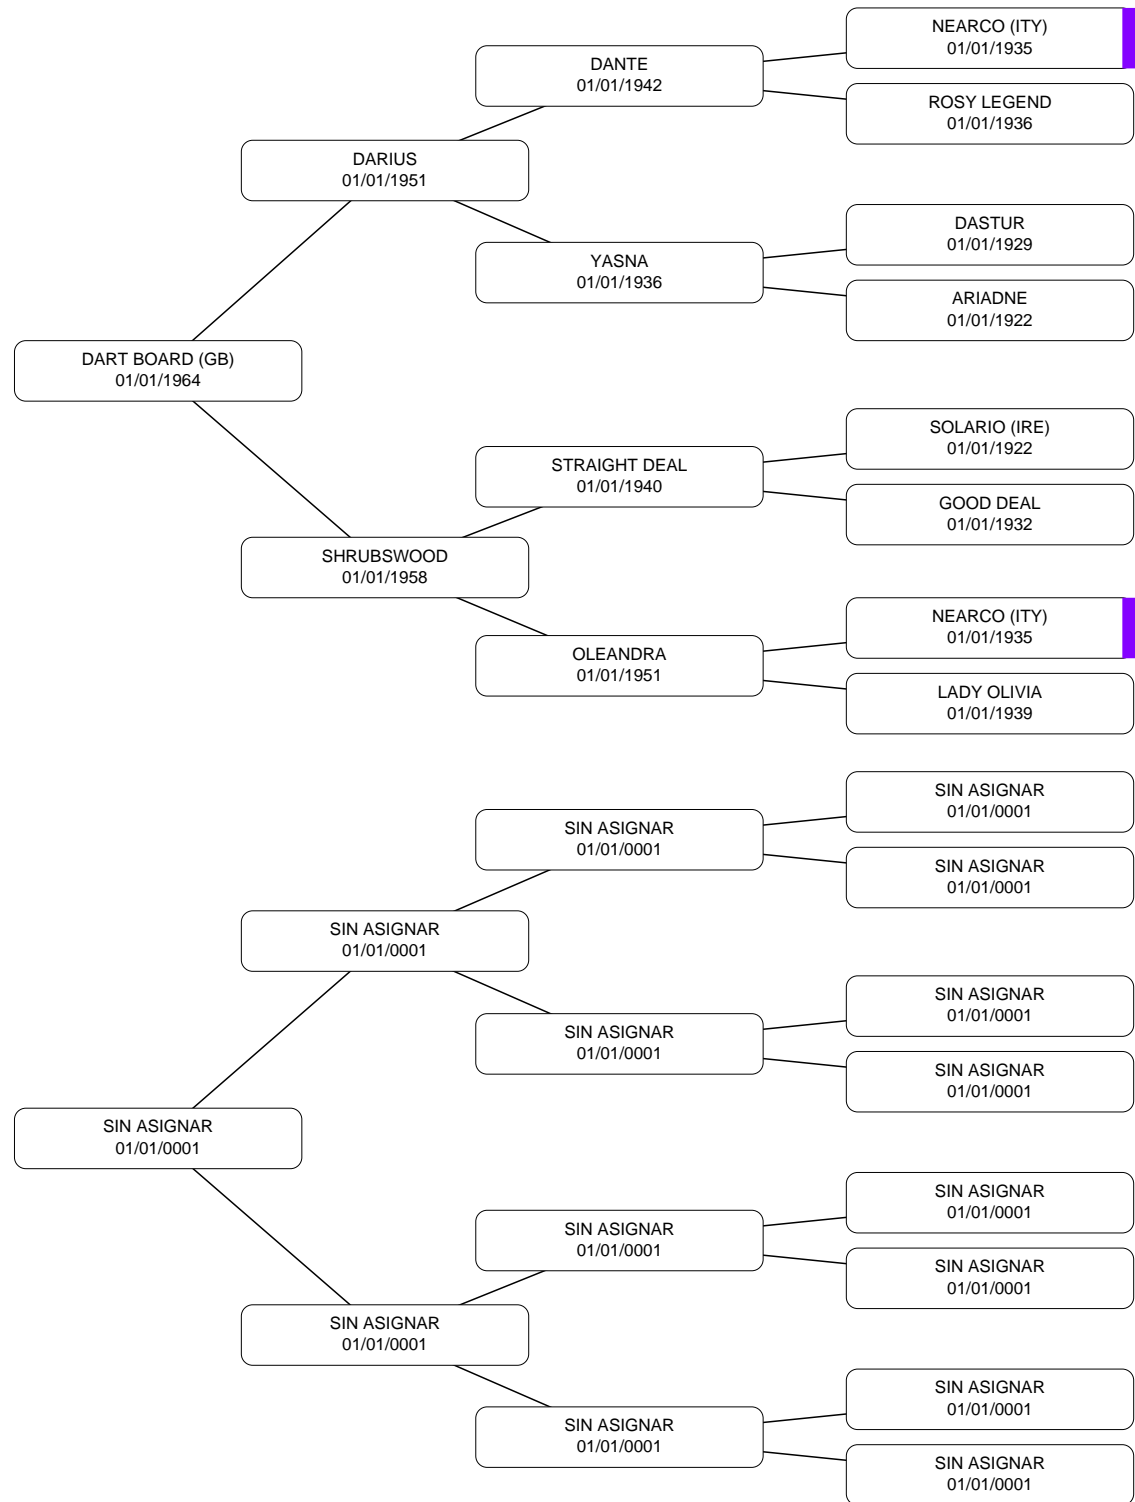 NEARCO (ITY)
01/01/1935
DANTE
01/01/1942
ROSY LEGEND
01/01/1936
DARIUS
01/01/1951
DASTUR
01/01/1929
YASNA
01/01/1936
ARIADNE
01/01/1922
DART BOARD (GB)
01/01/1964
SOLARIO (IRE)
01/01/1922
STRAIGHT DEAL
01/01/1940
GOOD DEAL
01/01/1932
SHRUBSWOOD
01/01/1958
NEARCO (ITY)
01/01/1935
OLEANDRA
01/01/1951
LADY OLIVIA
01/01/1939
SIN ASIGNAR
01/01/0001
SIN ASIGNAR
01/01/0001
SIN ASIGNAR
01/01/0001
SIN ASIGNAR
01/01/0001
SIN ASIGNAR
01/01/0001
SIN ASIGNAR
01/01/0001
SIN ASIGNAR
01/01/0001
SIN ASIGNAR
01/01/0001
SIN ASIGNAR
01/01/0001
SIN ASIGNAR
01/01/0001
SIN ASIGNAR
01/01/0001
SIN ASIGNAR
01/01/0001
SIN ASIGNAR
01/01/0001
SIN ASIGNAR
01/01/0001
SIN ASIGNAR
01/01/0001